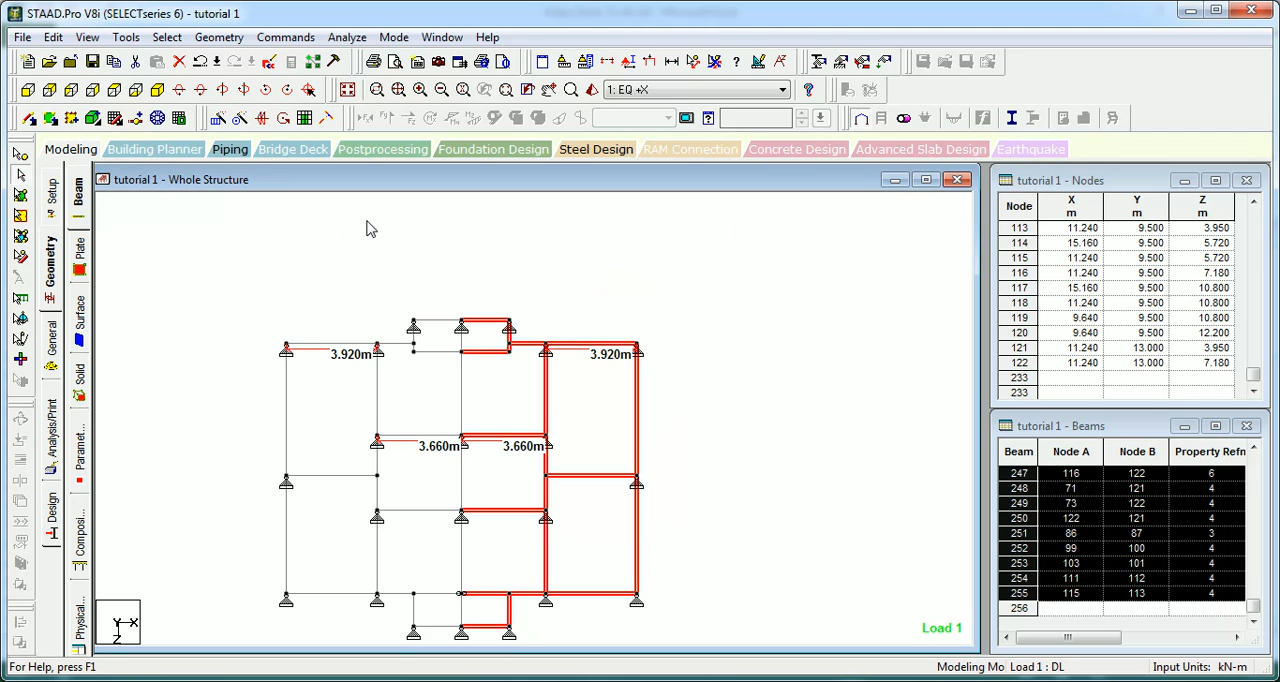 STAAD.Pro V8i (SELECTseries 6) - tutorial 1
File Edit View Tools Select Geometry Commands Analyze Mode Window Help
1: EQ +X
Modeling Building Planner Piping Bridge Deck Postprocessing Foundation Design Steel Design RAM Connection Concrete Design Advanced Slab Design Earthquake
Setup
Geometry
General
Analysis/Print
Design
Beam
Plate
Surface
Solid
Paramet...
Composi...
Physical...
tutorial 1 - Whole Structure
3.920m 3.920m
3.660m 3.660m
Y X
Z
Load 1
tutorial 1 - Nodes
Node X m Y m Z m
113 11.240 9.500 3.950
114 15.160 9.500 5.720
115 11.240 9.500 5.720
116 11.240 9.500 7.180
117 15.160 9.500 10.800
118 11.240 9.500 10.800
119 9.640 9.500 10.800
120 9.640 9.500 12.200
121 11.240 13.000 3.950
122 11.240 13.000 7.180
233
233
tutorial 1 - Beams
Beam Node A Node B Property Refn
247 116 122 6
248 71 121 4
249 73 122 4
250 122 121 4
251 86 87 3
252 99 100 4
253 103 101 4
254 111 112 4
255 115 113 4
256
For Help, press F1
Modeling Mo Load 1 : DL Input Units: kN-m